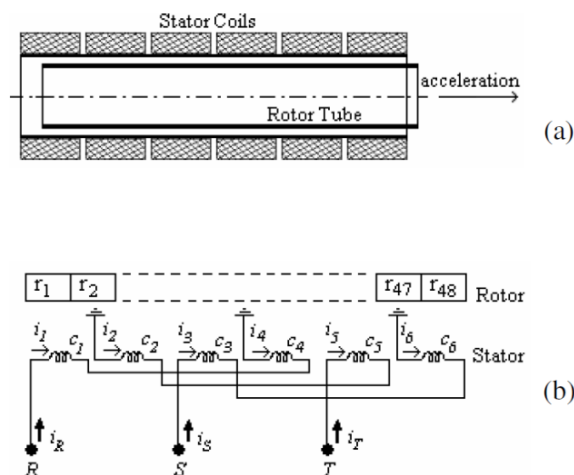 Stator Coils
acceleration
Rotor Tube
(a)
r1 r2 r47 r48 Rotor
i1 c1 i2 c2 i3 c3 i4 c4 i5 c5 i6 c6 Stator
(b)
iR iS iT
R S T